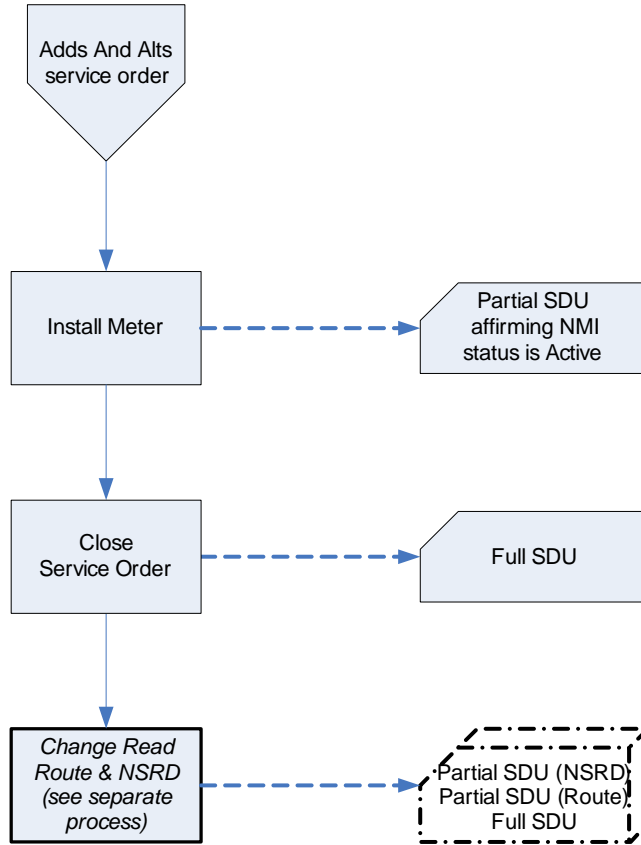 Adds And Alts
service order
Install Meter
Partial SDU
affirming NMI
status is Active
Close
Service Order
Full SDU
Change Read
Route & NSRD
(see separate
process)
Partial SDU (NSRD)
Partial SDU (Route)
Full SDU